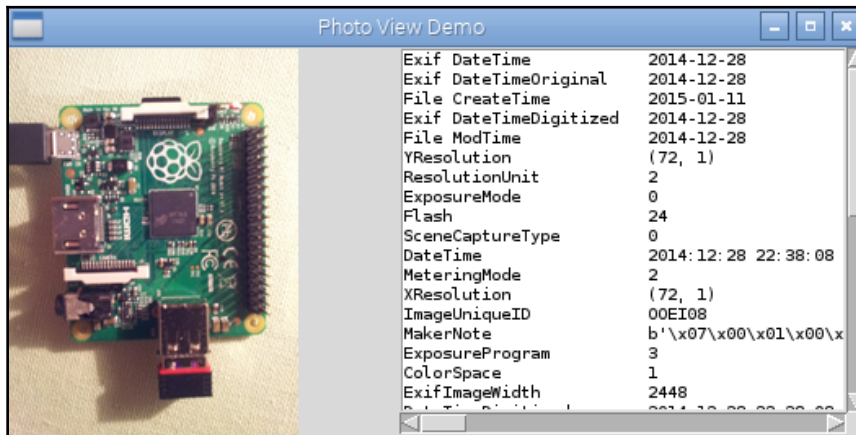 Photo View Demo
Exif DateTime 2014-12-28
Exif DateTimeOriginal 2014-12-28
File CreateTime 2015-01-11
Exif DateTimeDigitized 2014-12-28
File ModTime 2014-12-28
YResolution (72, 1)
ResolutionUnit 2
ExposureMode 0
Flash 24
SceneCaptureType 0
DateTime 2014:12:28 22:38:08
MeteringMode 2
XResolution (72, 1)
ImageUniqueID OOEI08
MakerNote b'\x07\x00\x01\x00\x
ExposureProgram 3
ColorSpace 1
ExifImageWidth 2448
HDMI